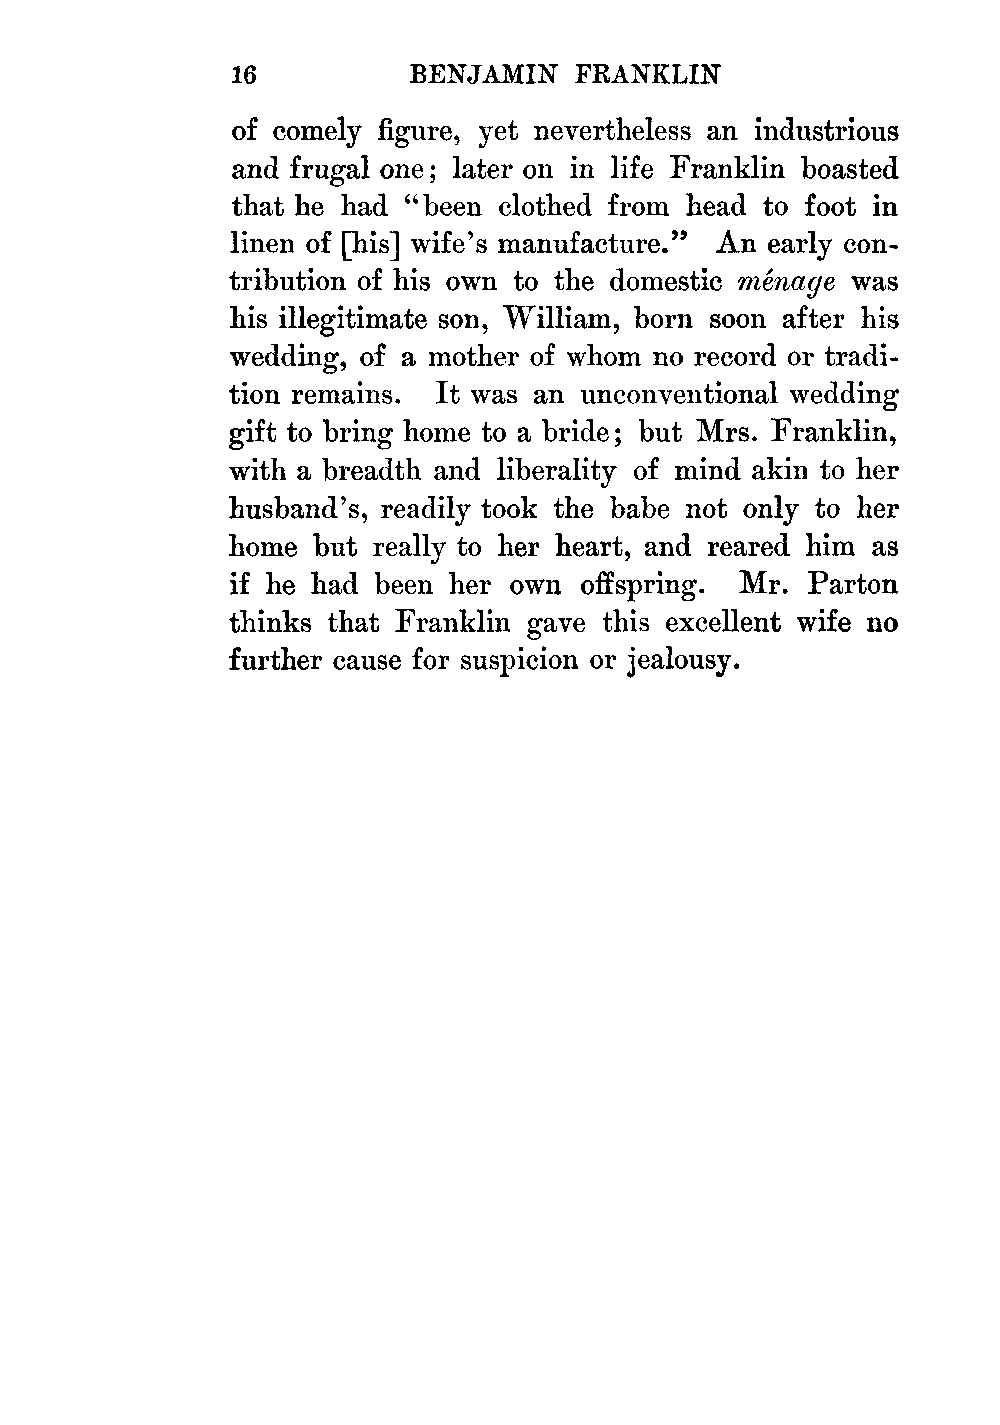 16 BENJAMIN FRANKLIN
of comely figure, yet nevertheless an industrious
and frugal one; later on in life Franklin boasted
that he had “been clothed from head to foot in
linen of [his] wife’s manufacture.” An early con-
tribution of his own to the domestic ménage was
his illegitimate son, William, born soon after his
wedding, of a mother of whom no record or tradi-
tion remains. It was an unconventional wedding
gift to bring home to a bride; but Mrs. Franklin,
with a breadth and liberality of mind akin to her
husband’s, readily took the babe not only to her
home but really to her heart, and reared him as
if he had been her own offspring. Mr. Parton
thinks that Franklin gave this excellent wife no
further cause for suspicion or jealousy.